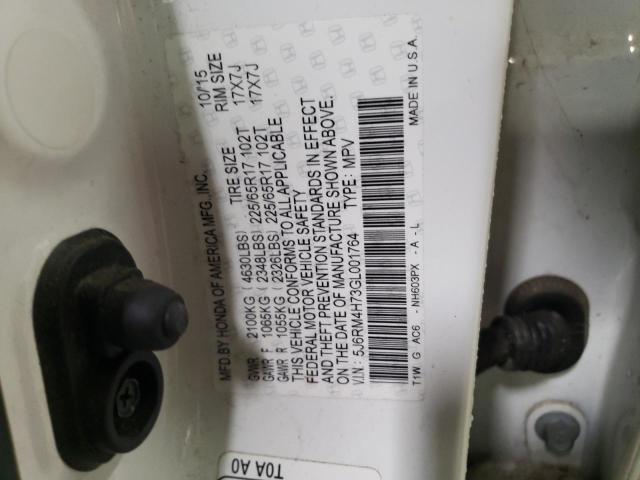 MFD.BY HONDA OF AMERICA MFG., INC. 10/15
TIRE SIZE RIM SIZE
GVWR 2100KG (4630LBS)
GAWR F 1065KG (2348LBS) 225/65R17 102T 17X7J
GAWR R 1055KG (2326LBS) 225/65R17 102T 17X7J
THIS VEHICLE CONFORMS TO ALL APPLICABLE
FEDERAL MOTOR VEHICLE SAFETY
AND THEFT PREVENTION STANDARDS IN EFFECT
ON THE DATE OF MANUFACTURE SHOWN ABOVE.
V.I.N.: 5J6RM4H73GL001764 TYPE: MPV
T1W G AC6 - NH603PX - A - L MADE IN U.S.A.
T0A A0